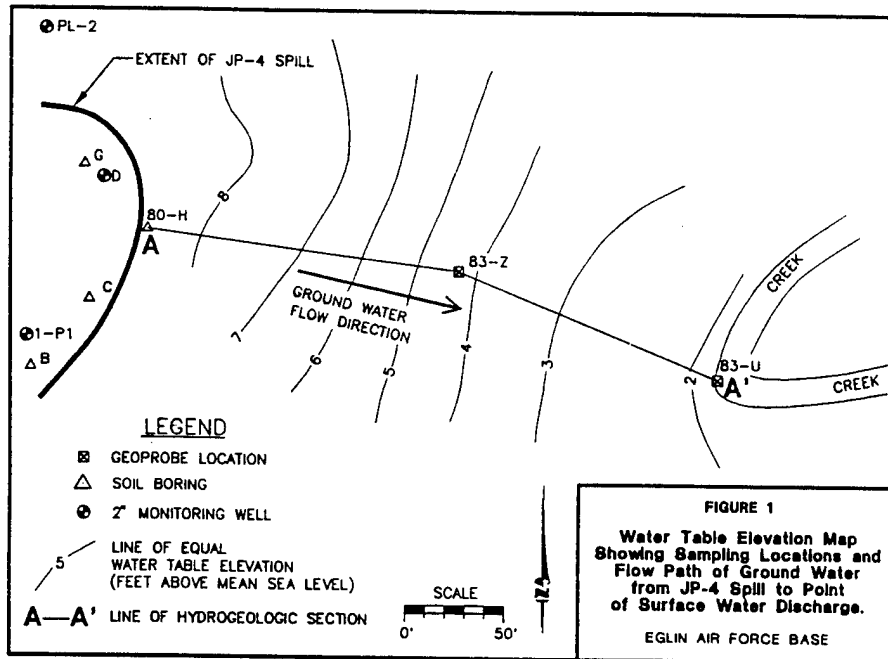 PL-2
EXTENT OF JP-4 SPILL
G
D
80-H
A
C
1-P1
B
8
7
6
5
4
3
2
83-Z
GROUND WATER
FLOW DIRECTION
CREEK
83-U
A'
CREEK
LEGEND
GEOPROBE LOCATION
SOIL BORING
2" MONITORING WELL
5
LINE OF EQUAL
WATER TABLE ELEVATION
(FEET ABOVE MEAN SEA LEVEL)
A—A' LINE OF HYDROGEOLOGIC SECTION
SCALE
0' 50'
N
FIGURE 1
Water Table Elevation Map
Showing Sampling Locations and
Flow Path of Ground Water
from JP-4 Spill to Point
of Surface Water Discharge.
EGLIN AIR FORCE BASE